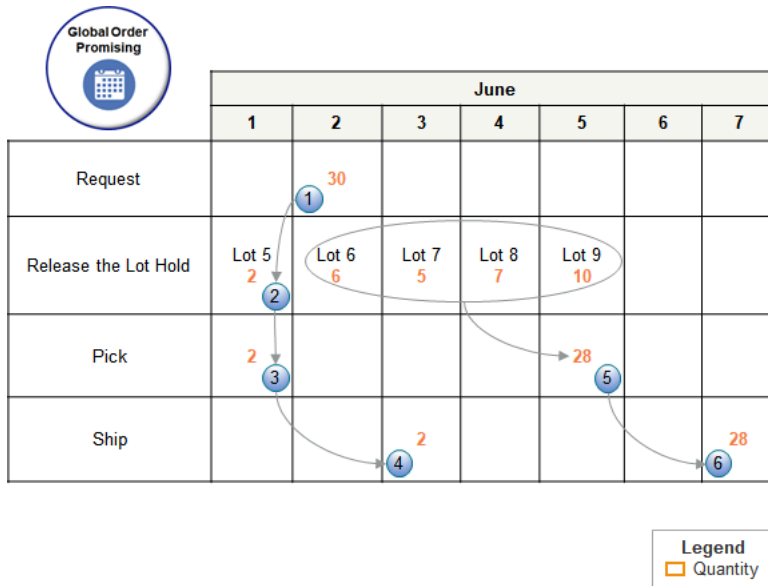 Global Order
Promising
June
1 2 3 4 5 6 7
Request
30
1
Release the Lot Hold
Lot 5 Lot 6 Lot 7 Lot 8 Lot 9
2 6 5 7 10
2
Pick
2 28
3 5
Ship
2 28
4 6
Legend
Quantity